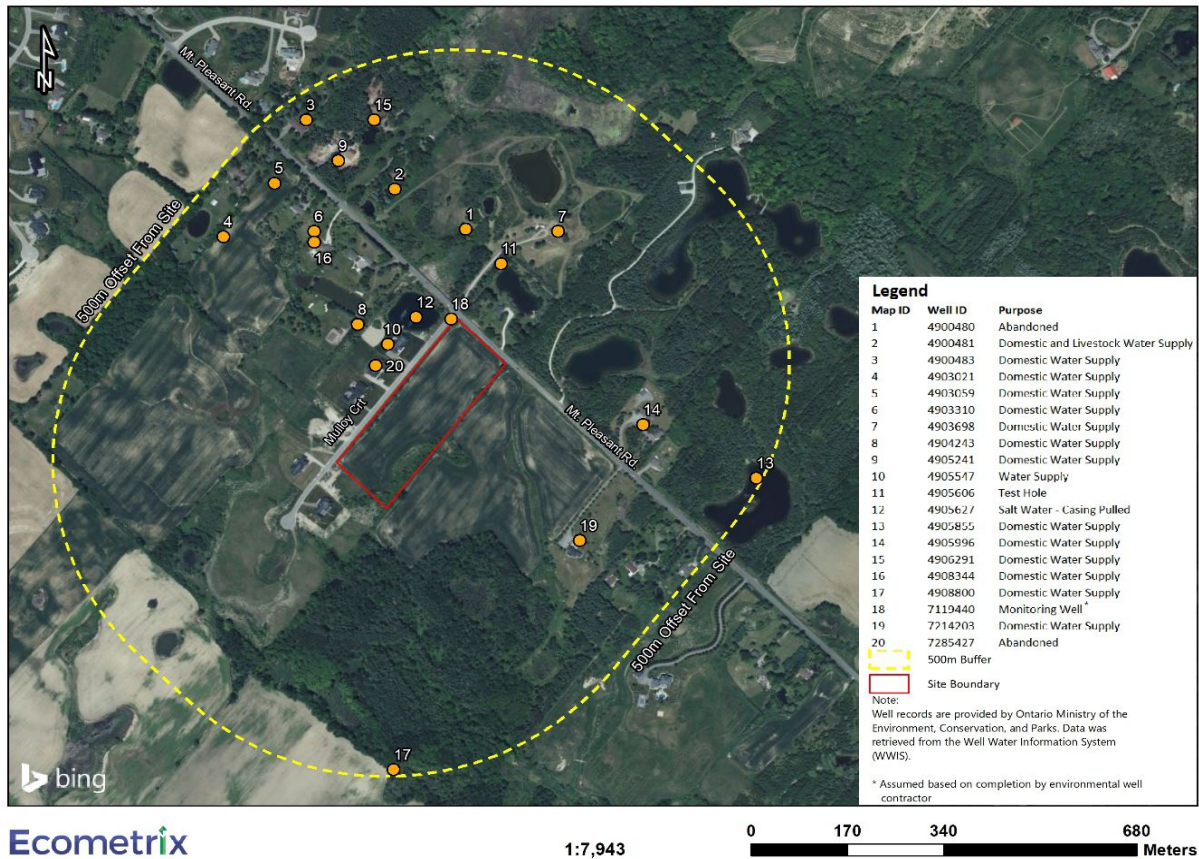 N
Mt. Pleasant Rd.
3
15
9
5
2
4
6
16
1
7
11
500m Offset From Site
8
12
18
10
20
Mulloy Crt
Mt. Pleasant Rd.
14
13
19
500m Offset From Site
17
bing
Legend
Map ID Well ID Purpose
1 4900480 Abandoned
2 4900481 Domestic and Livestock Water Supply
3 4900483 Domestic Water Supply
4 4903021 Domestic Water Supply
5 4903059 Domestic Water Supply
6 4903310 Domestic Water Supply
7 4903698 Domestic Water Supply
8 4904243 Domestic Water Supply
9 4905241 Domestic Water Supply
10 4905547 Water Supply
11 4905606 Test Hole
12 4905627 Salt Water - Casing Pulled
13 4905855 Domestic Water Supply
14 4905996 Domestic Water Supply
15 4906291 Domestic Water Supply
16 4908344 Domestic Water Supply
17 4908800 Domestic Water Supply
18 7119440 Monitoring Well *
19 7214203 Domestic Water Supply
20 7285427 Abandoned
500m Buffer
Site Boundary
Note:
Well records are provided by Ontario Ministry of the
Environment, Conservation, and Parks. Data was
retrieved from the Well Water Information System
(WWIS).
* Assumed based on completion by environmental well
contractor
Ecometrix
1:7,943
0 170 340 680
Meters